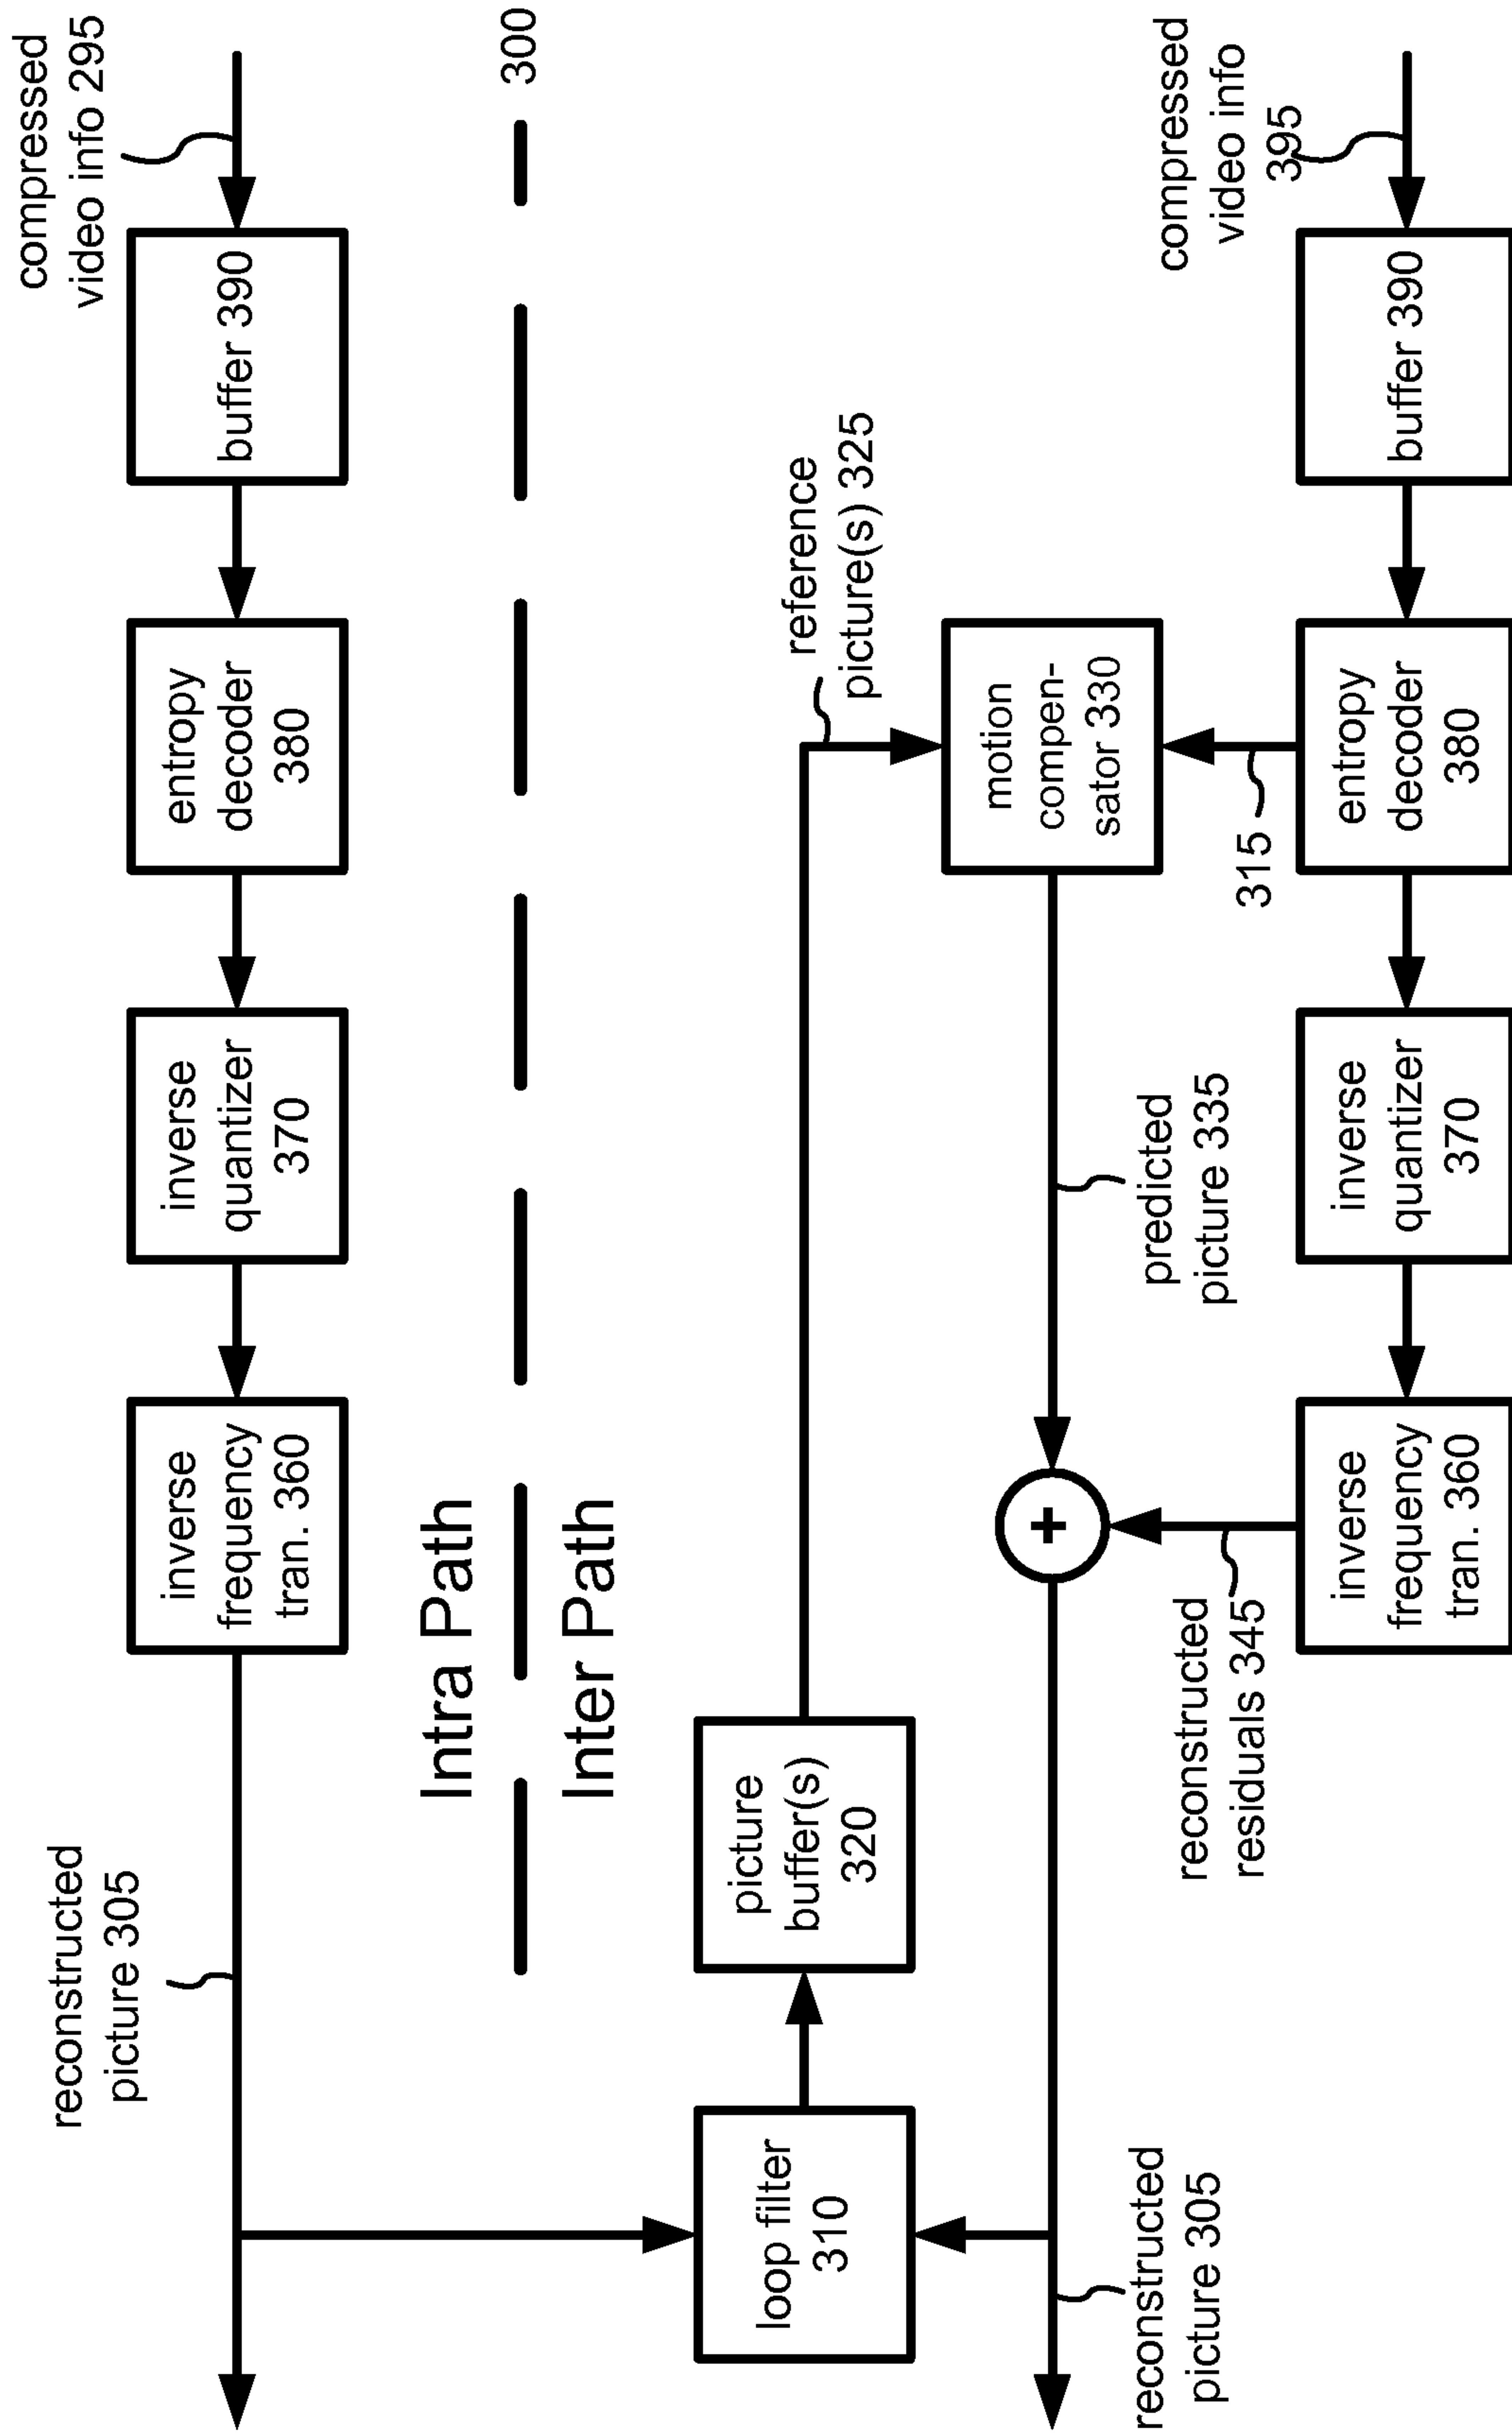 reconstructed
picture 305
inverse
frequency
tran. 360
inverse
quantizer
370
entropy
decoder
380
buffer 390
compressed
video info 295
Intra Path
300
Inter Path
loop filter
310
picture
buffer(s)
320
reference
picture(s) 325
motion
compen-
sator 330
predicted
picture 335
+
reconstructed
picture 305
reconstructed
residuals 345
315
compressed
video info
395
inverse
frequency
tran. 360
inverse
quantizer
370
entropy
decoder
380
buffer 390